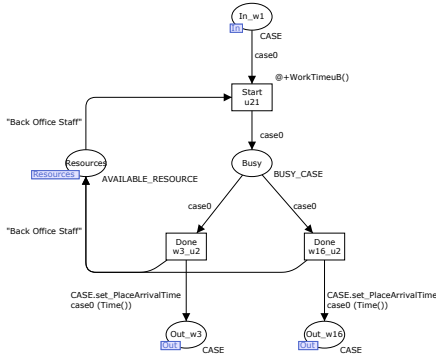 In_w1
In
CASE
case0
@+WorkTimeuB()
Start
u21
"Back Office Staff"
case0
Resources
Resources
AVAILABLE_RESOURCE
Busy
BUSY_CASE
case0
case0
"Back Office Staff"
Done
w3_u2
Done
w16_u2
CASE.set_PlaceArrivalTime
case0 (Time())
CASE.set_PlaceArrivalTime
case0 (Time())
Out_w3
Out
CASE
Out_w16
Out
CASE